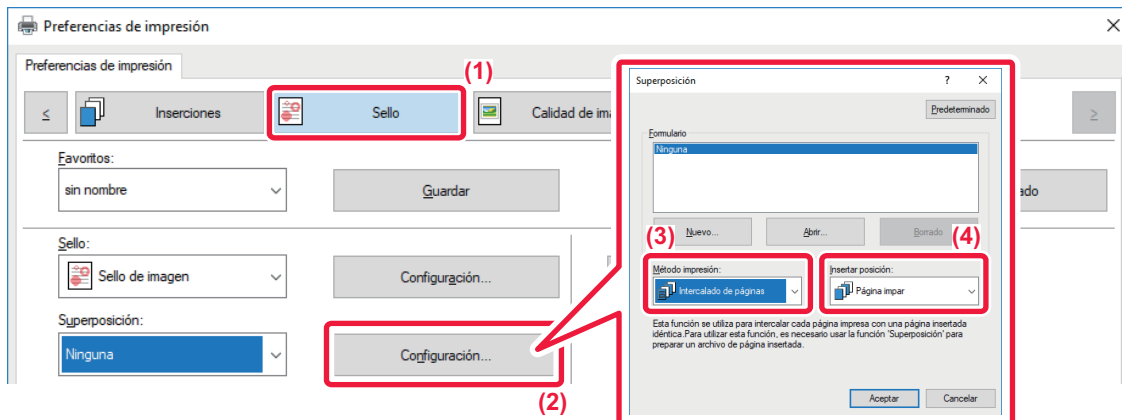 Preferencias de impresión
Preferencias de impresión
(1)
< Inserciones Sello Calidad de im >
Favoritos:
sin nombre Guardar ado
Sello:
Sello de imagen Configuración...
Superposición:
Ninguna Configuración...
(2)
Superposición ?
Predeterminado
Formulario
Ninguna
Nuevo... Abrir... Borrado
(3) (4)
Método impresión: Insertar posición:
Intercalado de páginas Página impar
Esta función se utiliza para intercalar cada página impresa con una página insertada
idéntica.Para utilizar esta función, es necesario usar la función 'Superposición' para
preparar un archivo de página insertada.
Aceptar Cancelar